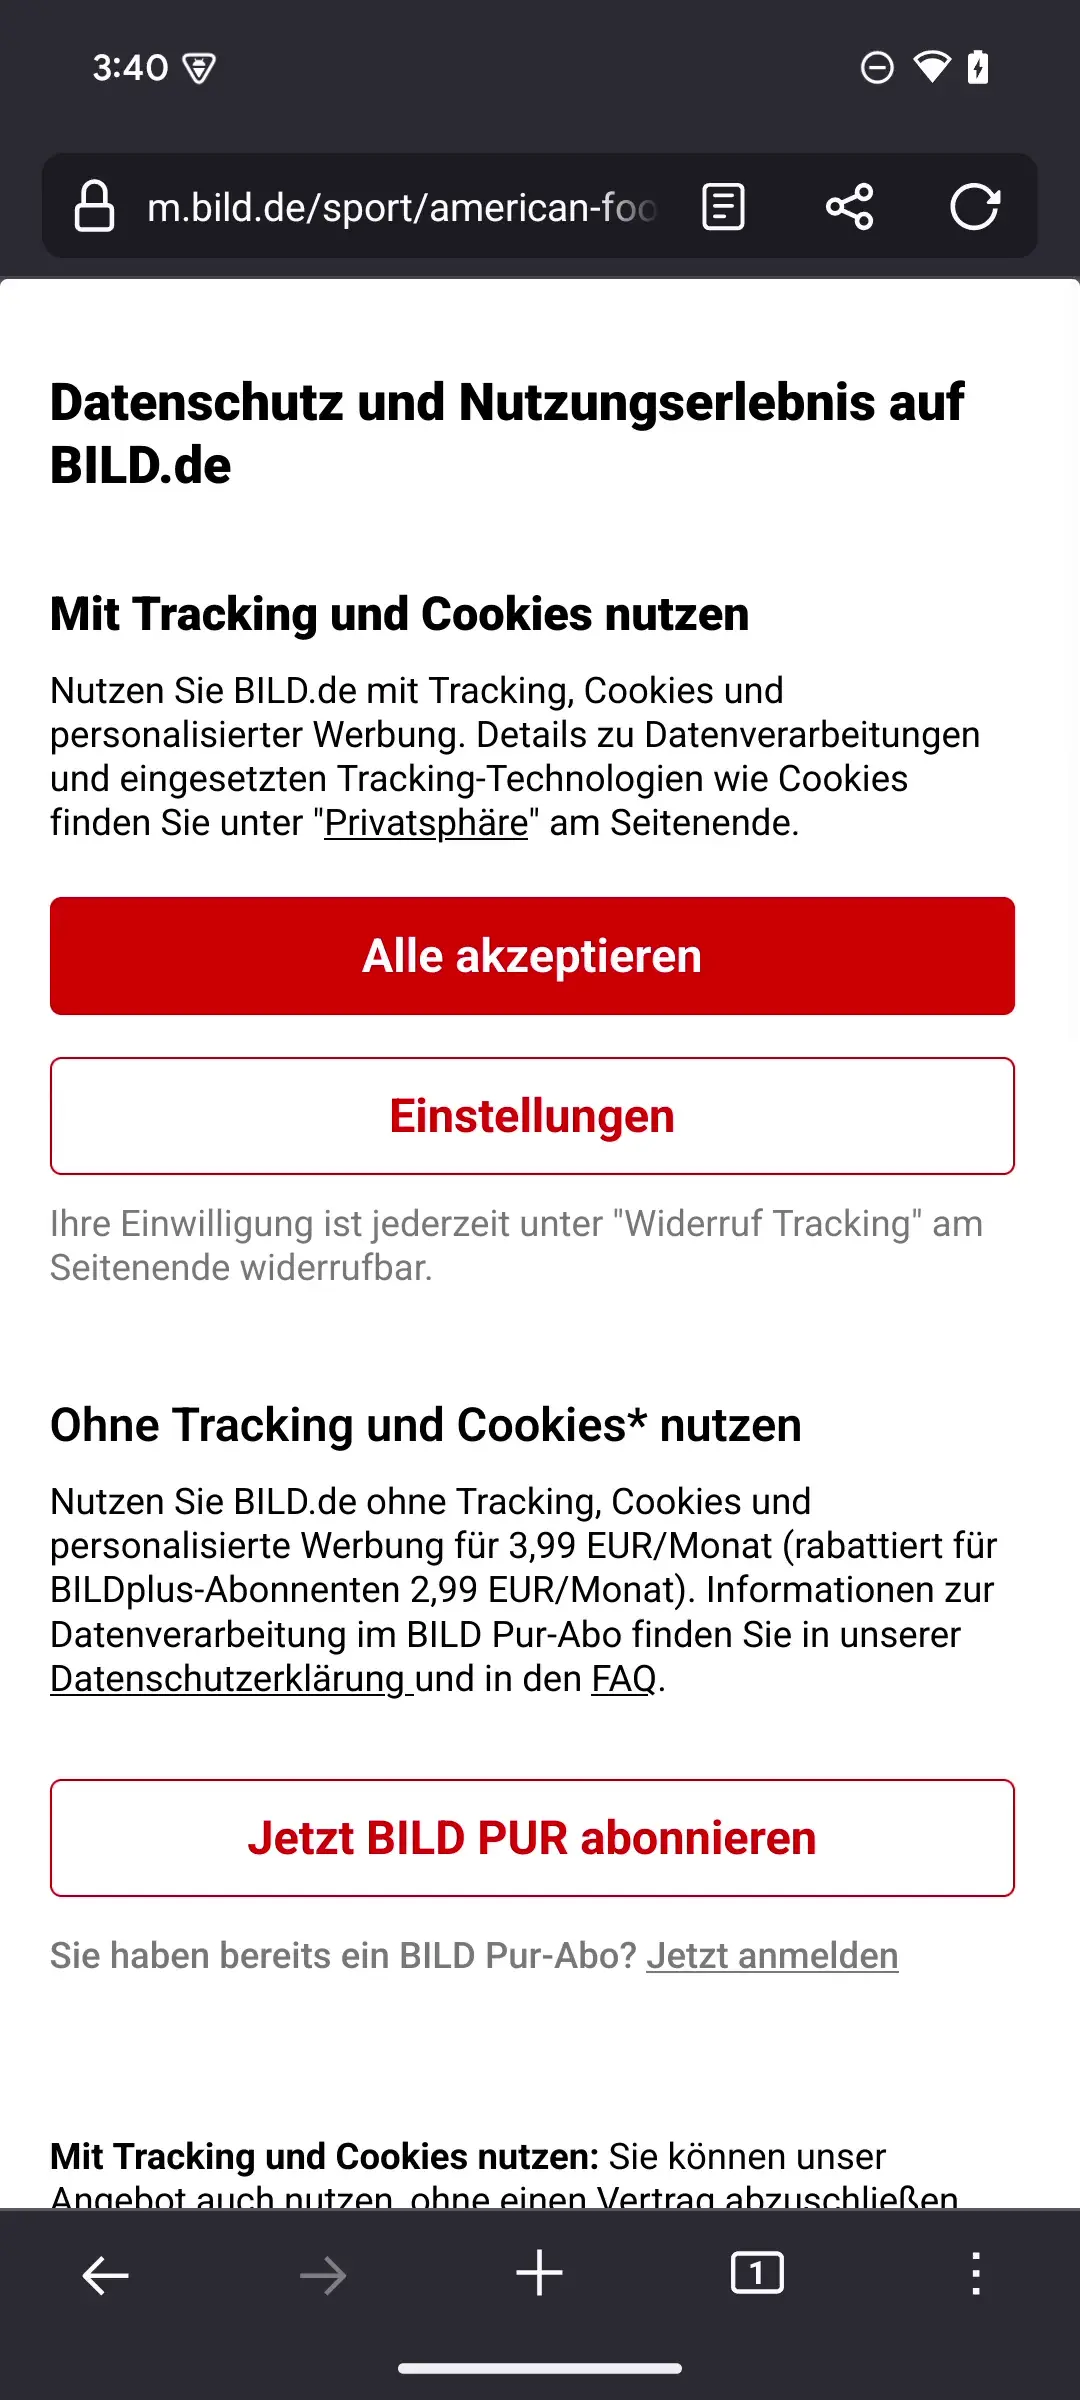 3:40
m.bild.de/sport/american-foo
Datenschutz und Nutzungserlebnis auf
BILD.de
Mit Tracking und Cookies nutzen
Nutzen Sie BILD.de mit Tracking, Cookies und
personalisierter Werbung. Details zu Datenverarbeitungen
und eingesetzten Tracking-Technologien wie Cookies
finden Sie unter "Privatsphäre" am Seitenende.
Alle akzeptieren
Einstellungen
Ihre Einwilligung ist jederzeit unter "Widerruf Tracking" am
Seitenende widerrufbar.
Ohne Tracking und Cookies* nutzen
Nutzen Sie BILD.de ohne Tracking, Cookies und
personalisierte Werbung für 3,99 EUR/Monat (rabattiert für
BILDplus-Abonnenten 2,99 EUR/Monat). Informationen zur
Datenverarbeitung im BILD Pur-Abo finden Sie in unserer
Datenschutzerklärung und in den FAQ.
Jetzt BILD PUR abonnieren
Sie haben bereits ein BILD Pur-Abo? Jetzt anmelden
Mit Tracking und Cookies nutzen: Sie können unser
Angebot auch nutzen, ohne einen Vertrag abzuschließen
1